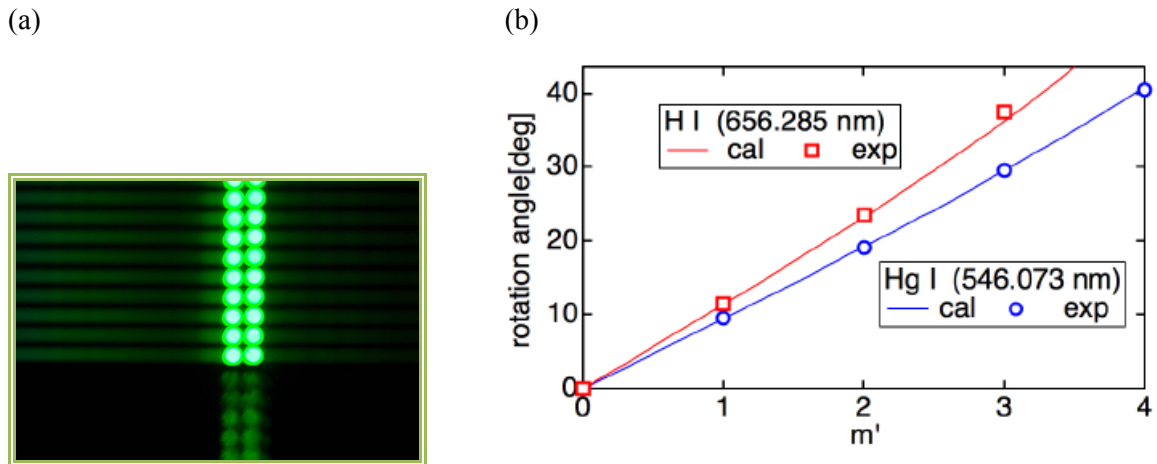 (a)
(b)
rotation angle[deg]
40
30
20
10
0
H I (656.285 nm)
cal exp
Hg I (546.073 nm)
cal exp
0 1 2 3 4
m'